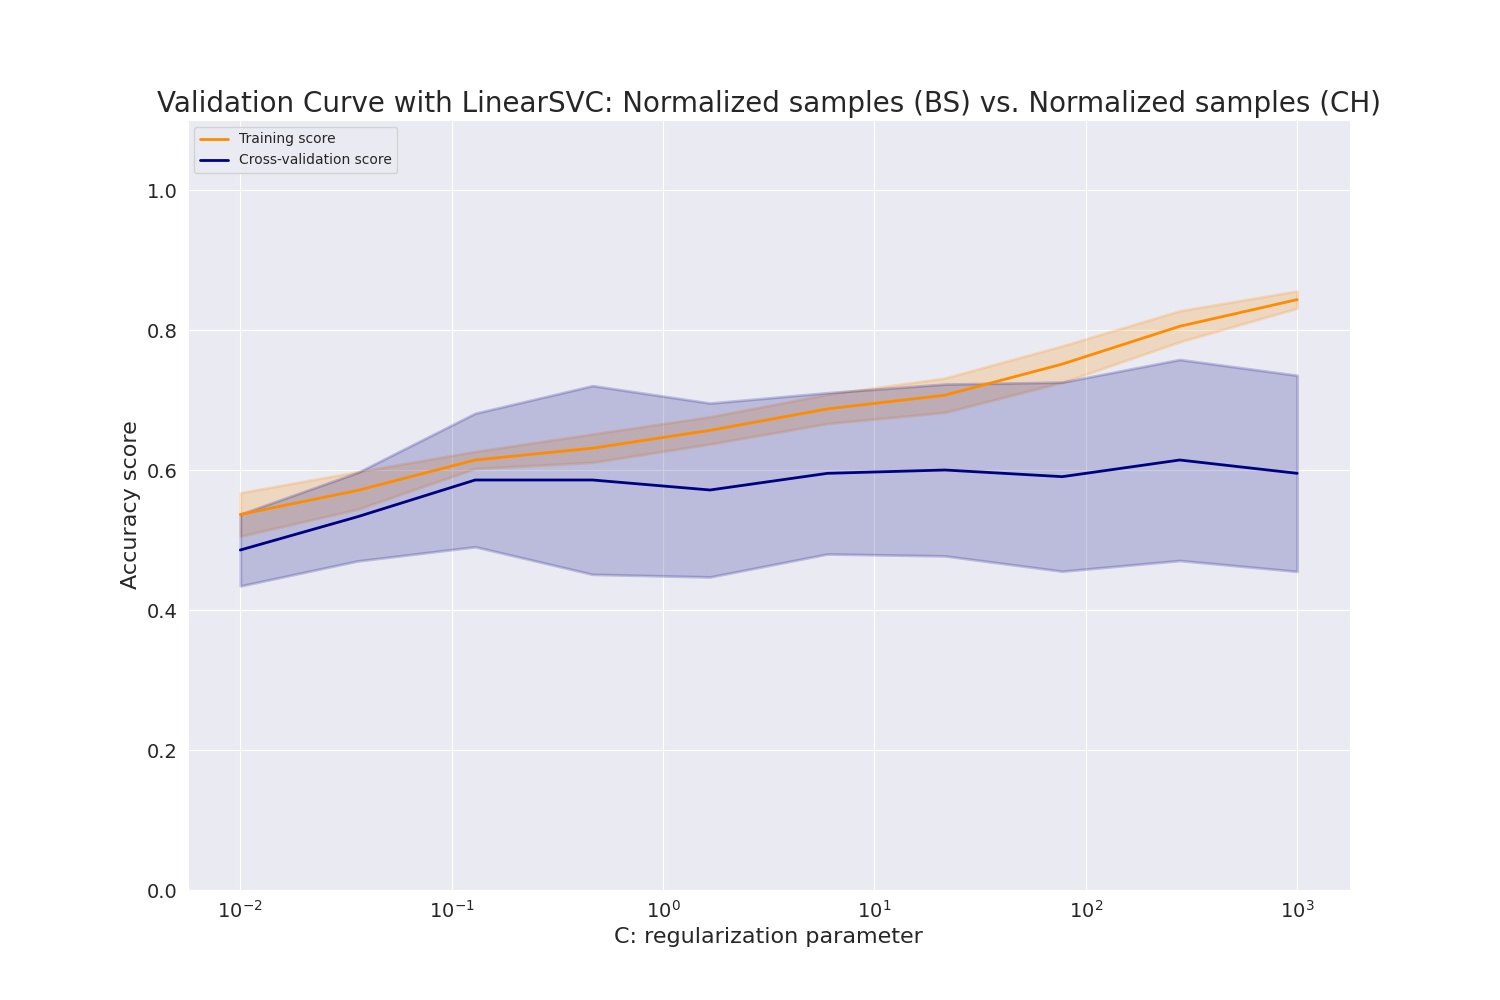 Validation Curve with LinearSVC: Normalized samples (BS) vs. Normalized samples (CH)
Training score
Cross-validation score
1.0
0.8
0.6
0.4
0.2
0.0
Accuracy score
10⁻² 10⁻¹ 10⁰ 10¹ 10² 10³
C: regularization parameter